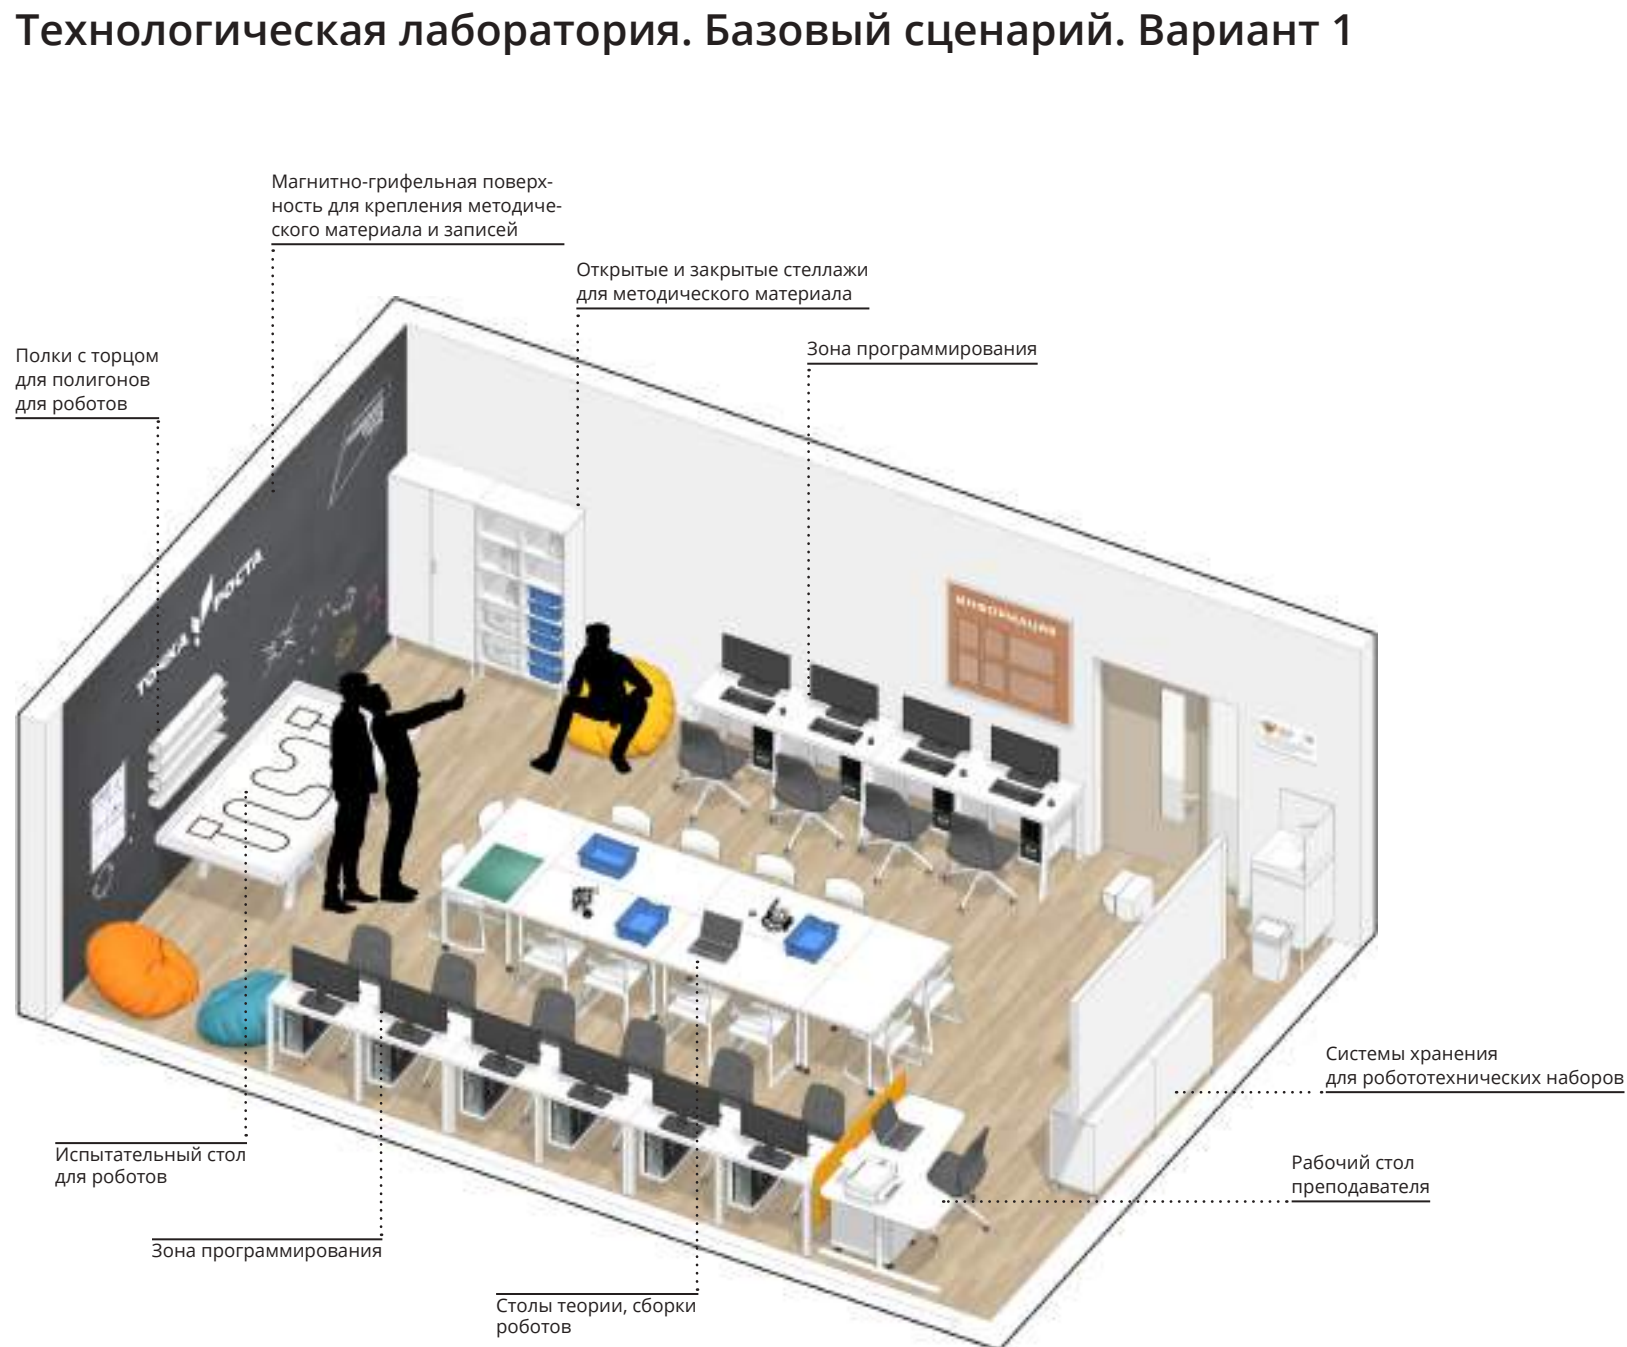 Технологическая лаборатория. Базовый сценарий. Вариант 1
Магнитно-грифельная поверх-
ность для крепления методиче-
ского материала и записей
Открытые и закрытые стеллажи
для методического материала
Зона программирования
Полки с торцом
для полигонов
для роботов
ИНФОРМАЦИЯ
ТОЧКА РОСТА
Системы хранения
для робототехнических наборов
Испытательный стол
для роботов
Рабочий стол
преподавателя
Зона программирования
Столы теории, сборки
роботов